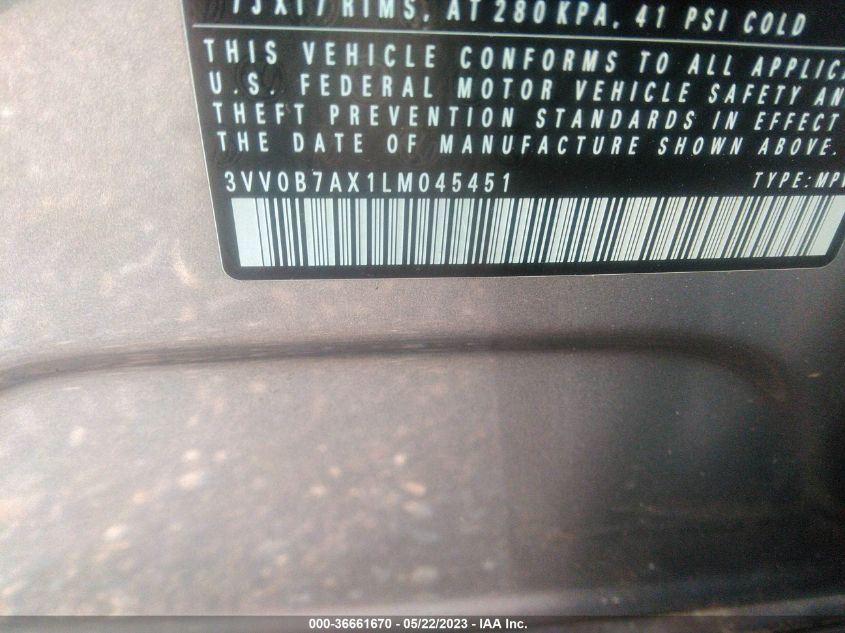 7JX17 RIMS, AT 280 KPA, 41 PSI COLD
THIS VEHICLE CONFORMS TO ALL APPLIC
U.S. FEDERAL MOTOR VEHICLE SAFETY AN
THEFT PREVENTION STANDARDS IN EFFECT
THE DATE OF MANUFACTURE SHOWN ABOVE.
3VV0B7AX1LM045451 TYPE:MPV
000-36661670 - 05/22/2023 - IAA Inc.